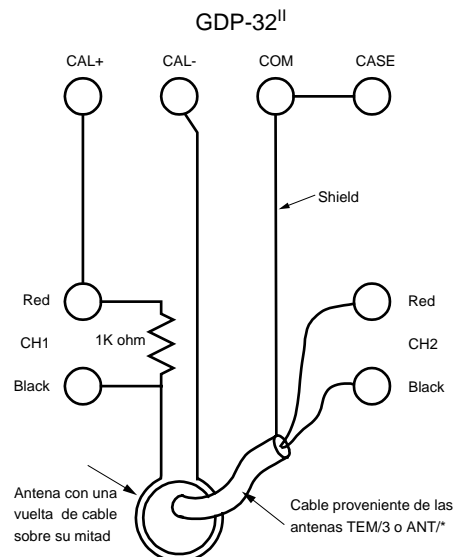 GDP-32II
CAL+ CAL- COM CASE
Shield
Red Red
CH1 1K ohm CH2
Black Black
Antena con una
vuelta de cable
sobre su mitad
Cable proveniente de las
antenas TEM/3 o ANT/*